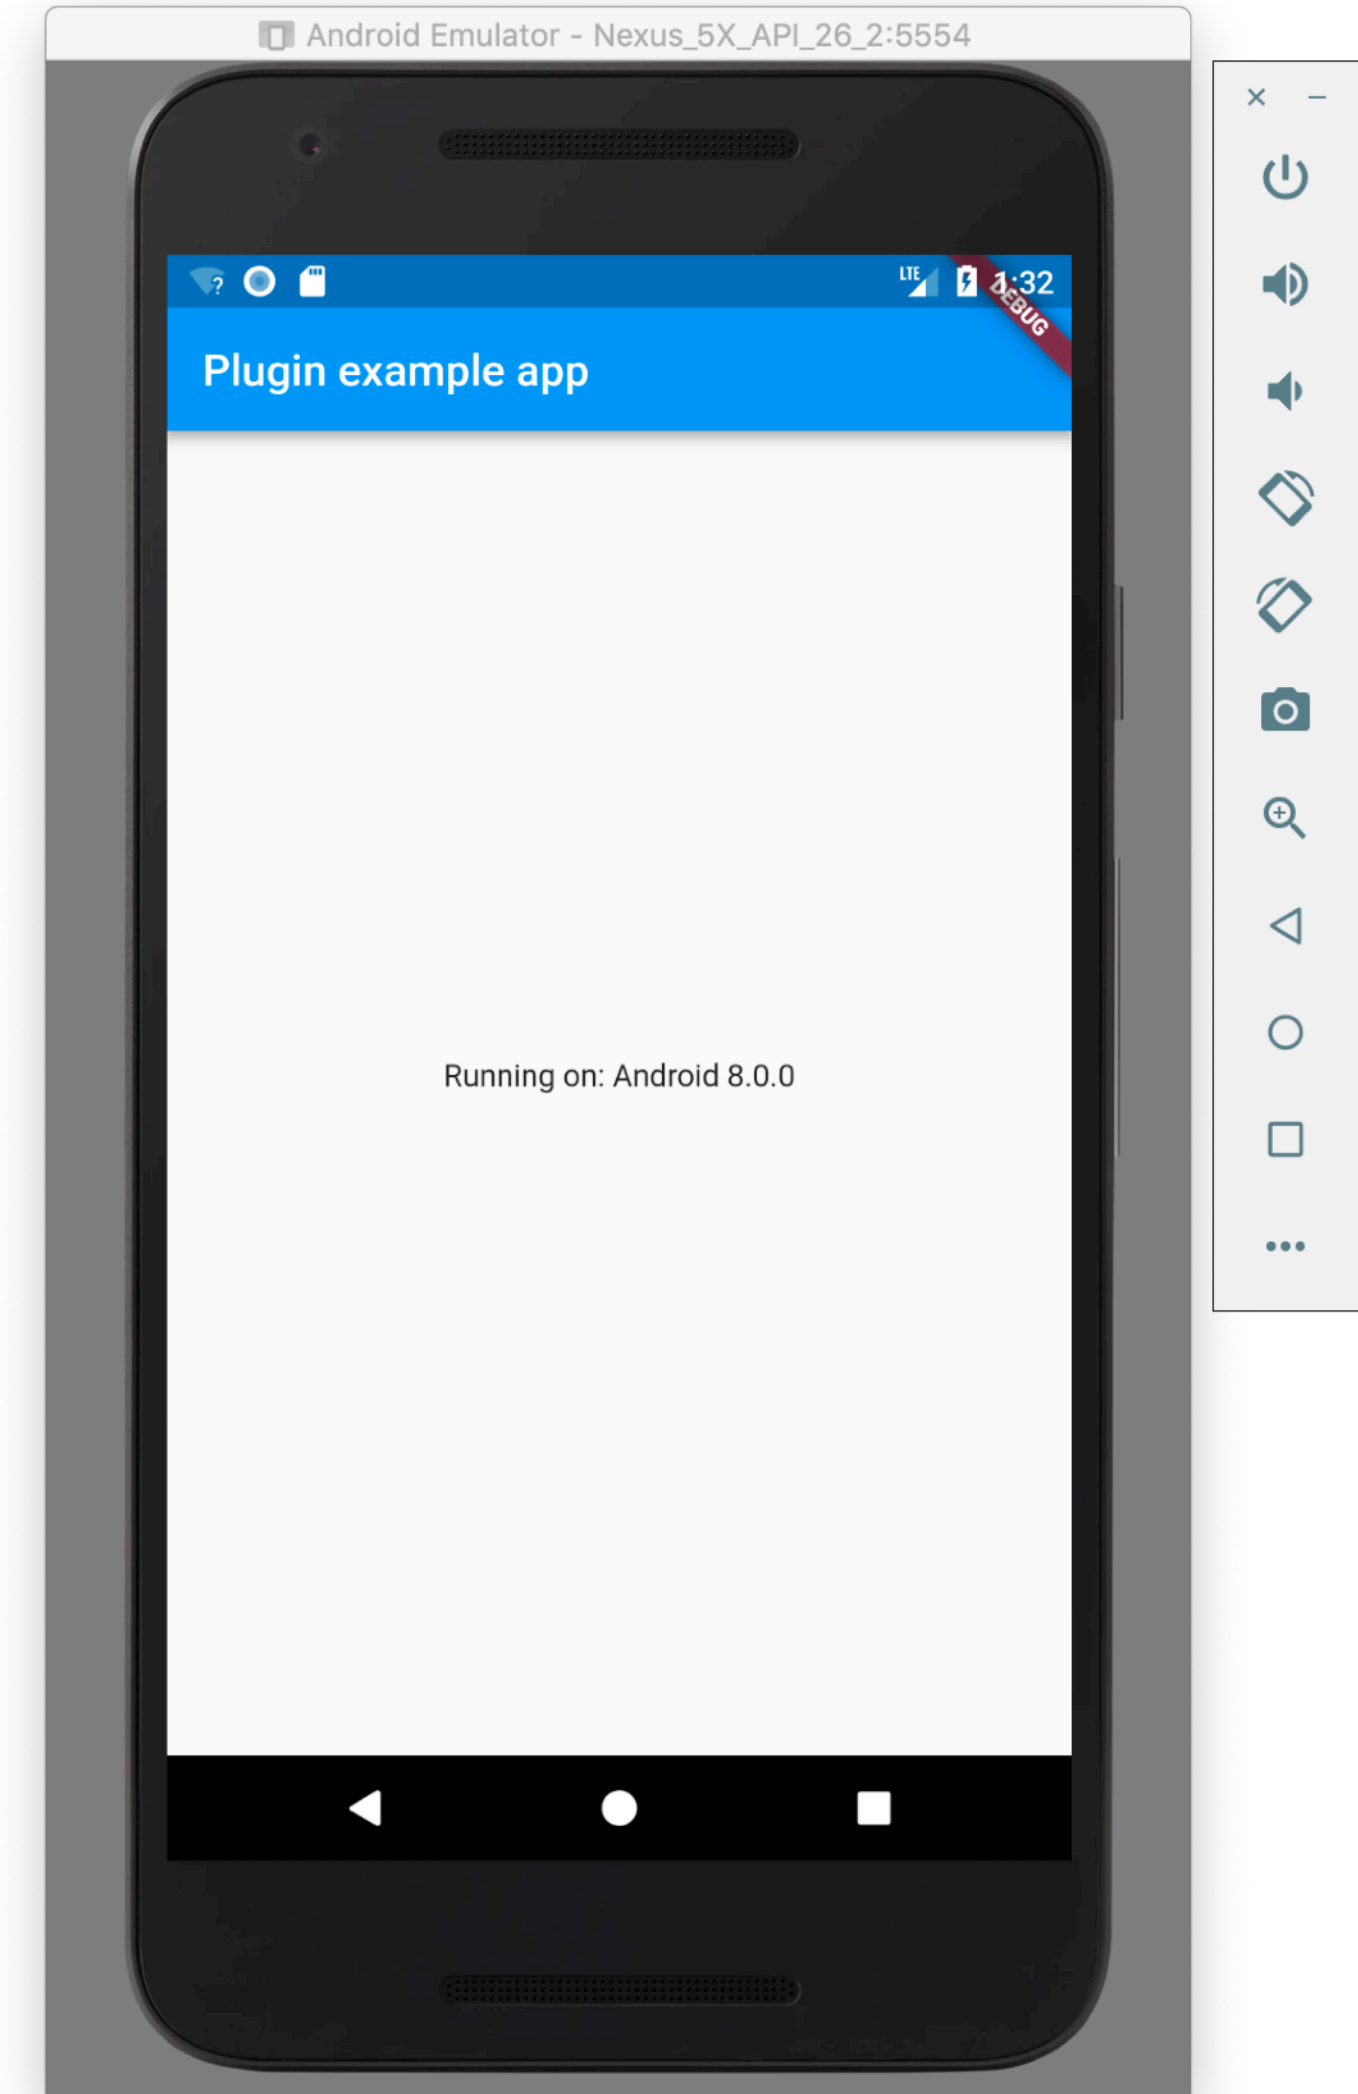 Android Emulator - Nexus_5X_API_26_2:5554
LTE 1:32
DEBUG
Plugin example app
Running on: Android 8.0.0